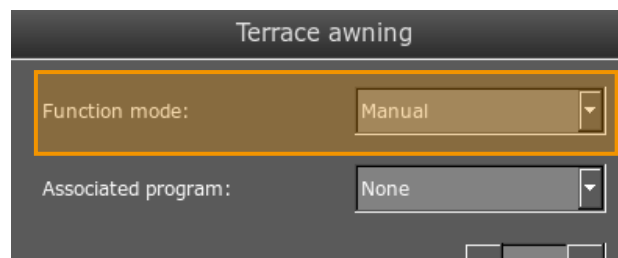 Terrace awning
Function mode: Manual
Associated program: None